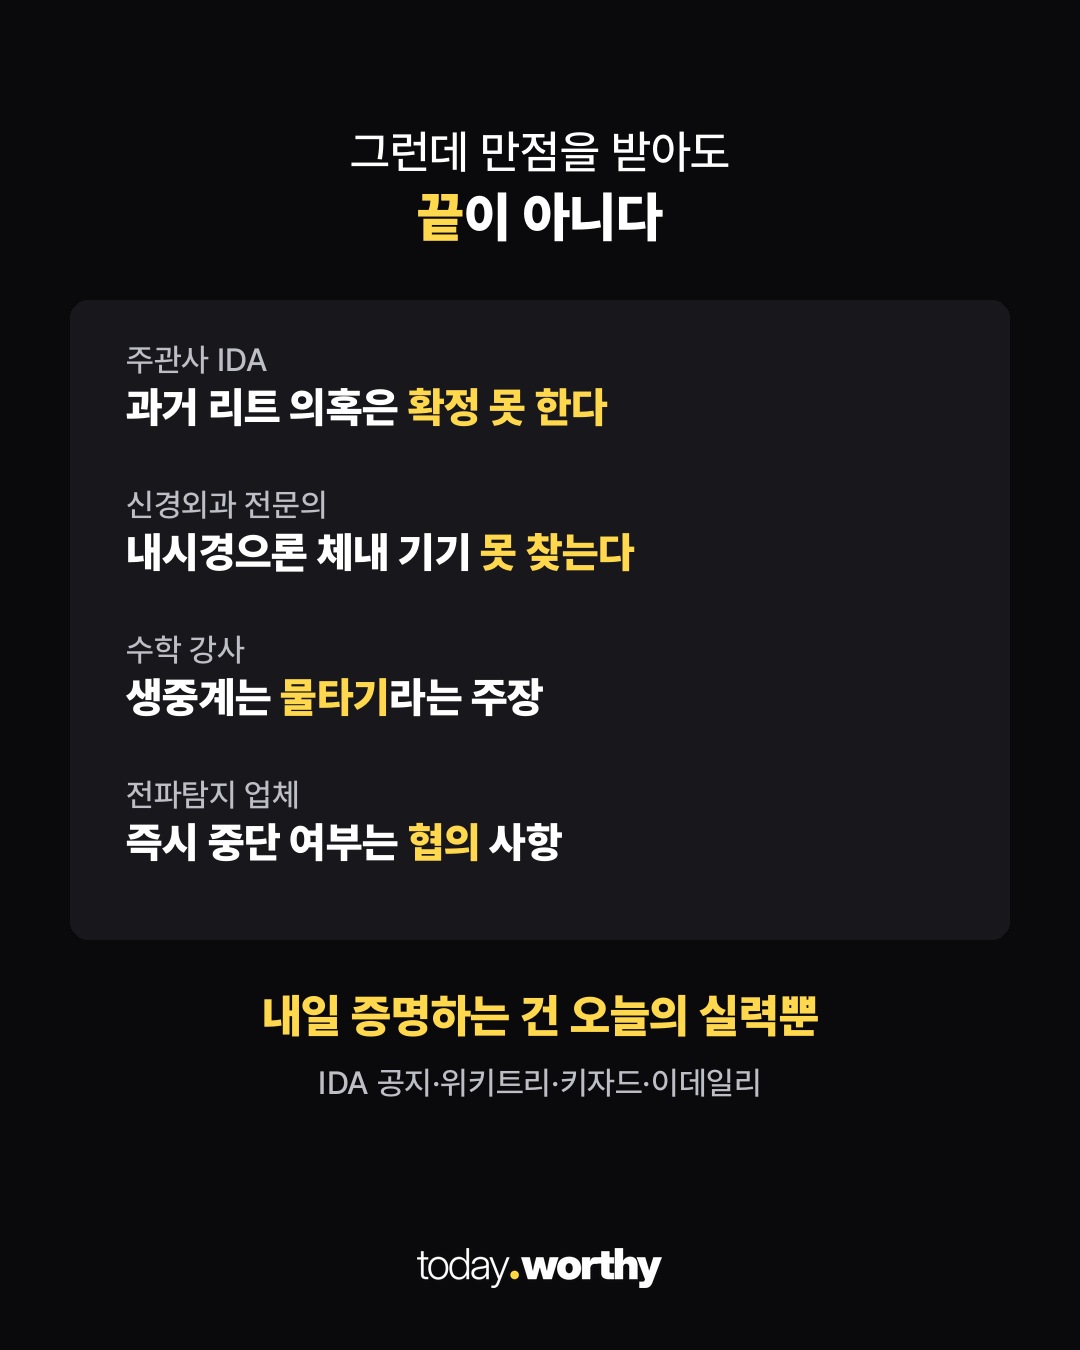 그런데 만점을 받아도
끝이 아니다
주관사 IDA
과거 리트 의혹은 확정 못 한다
신경외과 전문의
내시경으론 체내 기기 못 찾는다
수학 강사
생중계는 물타기라는 주장
전파탐지 업체
즉시 중단 여부는 협의 사항
내일 증명하는 건 오늘의 실력뿐
IDA 공지·위키트리·키자드·이데일리
today.worthy